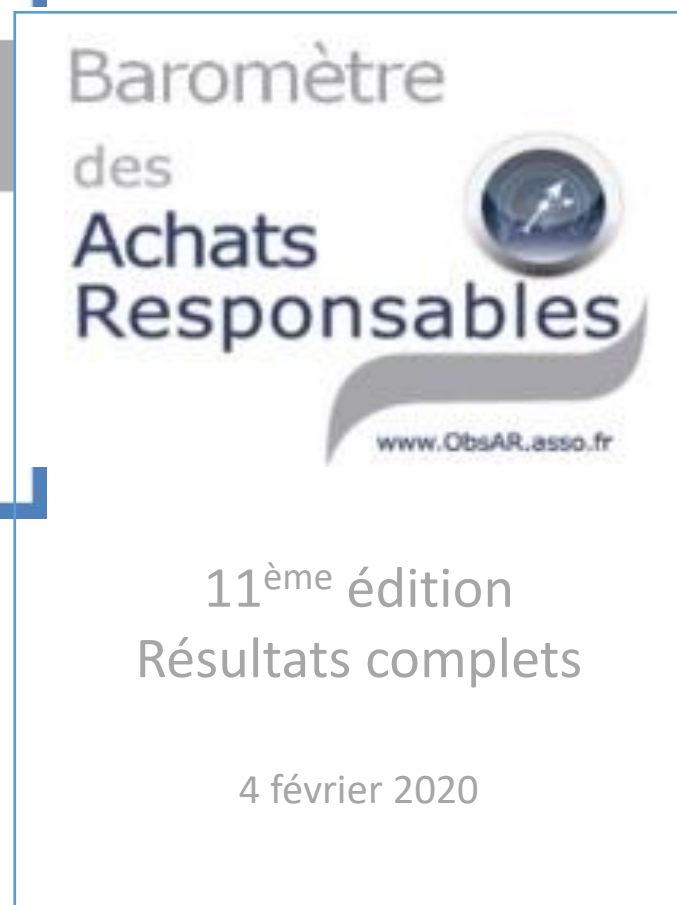 Baromètre
des
Achats
Responsables
www.ObsAR.asso.fr
11ème édition
Résultats complets
4 février 2020